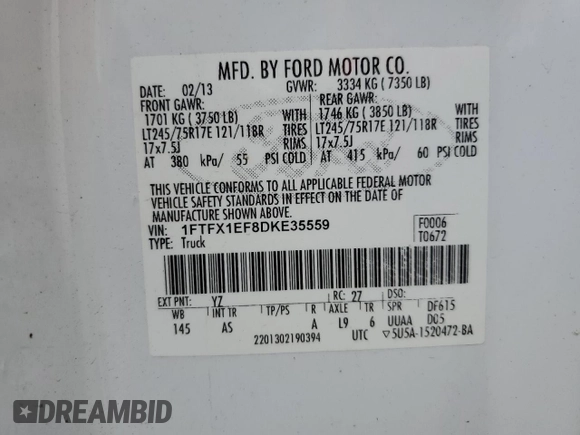 MFD. BY FORD MOTOR CO.
DATE: 02/13 GVWR: 3334 KG ( 7350 LB)
FRONT GAWR: REAR GAWR:
1701 KG ( 3750 LB) WITH 1746 KG ( 3850 LB) WITH
LT245/75R17E 121/118R TIRES LT245/75R17E 121/118R TIRES
17x7.5J RIMS 17x7.5J RIMS
AT 380 kPa/ 55 PSI COLD AT 415 kPa/ 60 PSI COLD
THIS VEHICLE CONFORMS TO ALL APPLICABLE FEDERAL MOTOR
VEHICLE SAFETY STANDARDS IN EFFECT ON THE DATE OF
MANUFACTURE SHOWN ABOVE.
VIN: 1FTFX1EF8DKE35559 F0006
TYPE: Truck T0672
EXT PNT: YZ RC: 27 DSO:
WB INT TR TP/PS R AXLE TR SPR DF615
145 AS A L9 6 UUAA D05
2201302190394 UTC ▽5U5A-1520472-BA
DREAMBID